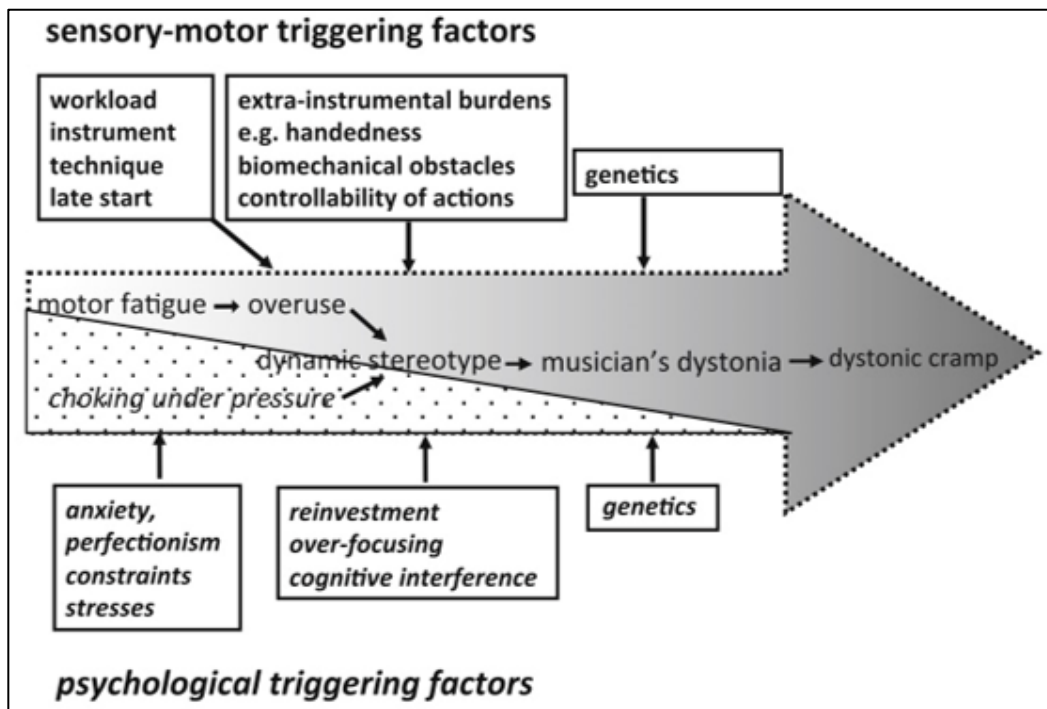 sensory-motor triggering factors
workload
instrument
technique
late start
extra-instrumental burdens
e.g. handedness
biomechanical obstacles
controllability of actions
genetics
motor fatigue → overuse
dynamic stereotype → musician's dystonia → dystonic cramp
choking under pressure
anxiety,
perfectionism
constraints
stresses
reinvestment
over-focusing
cognitive interference
genetics
psychological triggering factors